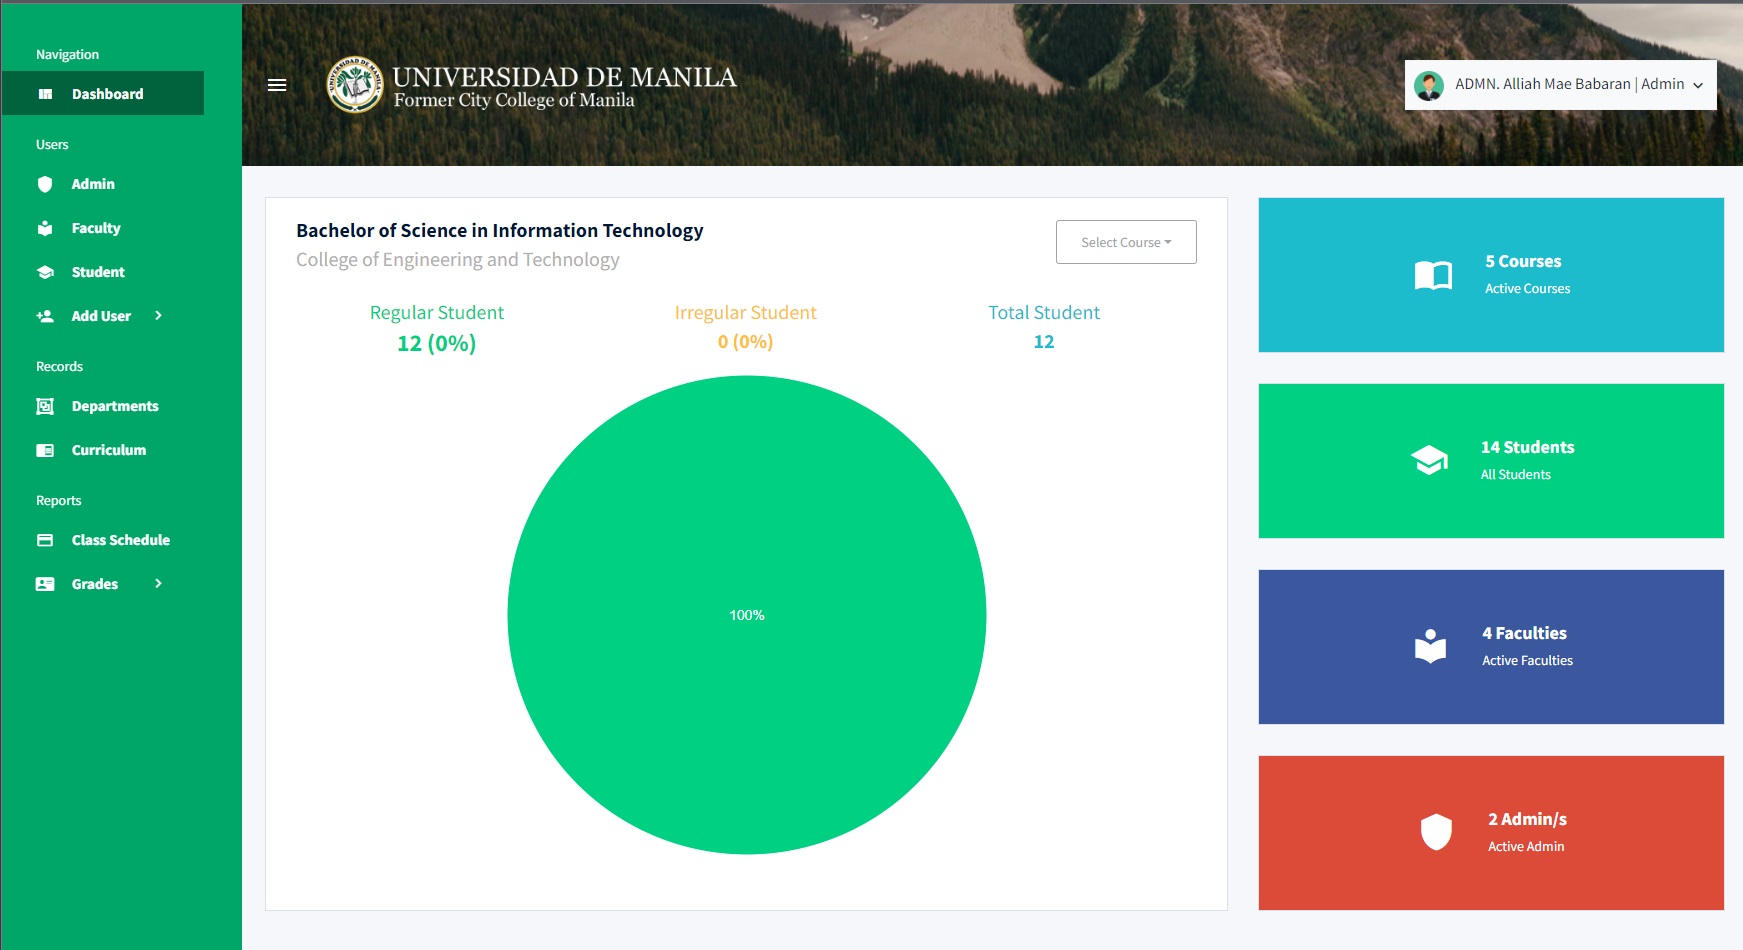 Navigation
Dashboard
Users
Admin
Faculty
Student
Add User
Records
Departments
Curriculum
Reports
Class Schedule
Grades
UNIVERSIDAD DE MANILA
Former City College of Manila
ADMN. Alliah Mae Babaran | Admin
Bachelor of Science in Information Technology
College of Engineering and Technology
Select Course
Regular Student
12 (0%)
Irregular Student
0 (0%)
Total Student
12
100%
5 Courses
Active Courses
14 Students
All Students
4 Faculties
Active Faculties
2 Admin/s
Active Admin